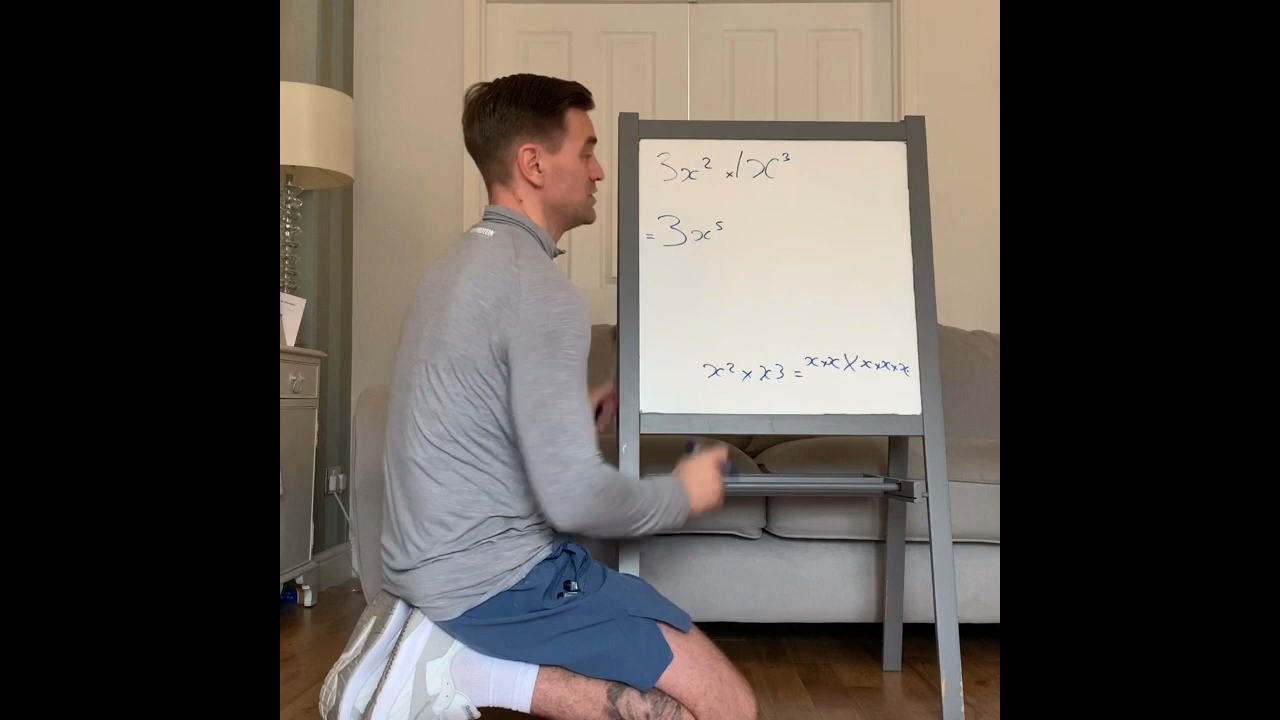 3x² × 1x³
= 3x⁵
x² × x3 = x×x X x×x×x